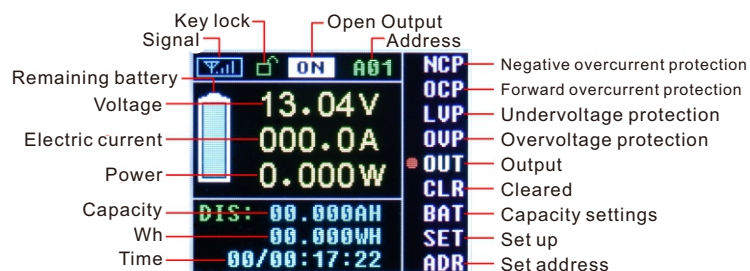 Key lock
Open Output
Signal
Address
ON
A01
Remaining battery
Voltage
13.04V
Electric current
000.0A
Power
0.000W
Capacity
DIS: 00.000AH
Wh
00.000WH
Time
00/00:17:22
NCP
Negative overcurrent protection
OCP
Forward overcurrent protection
LVP
Undervoltage protection
OVP
Overvoltage protection
OUT
Output
CLR
Cleared
BAT
Capacity settings
SET
Set up
ADR
Set address